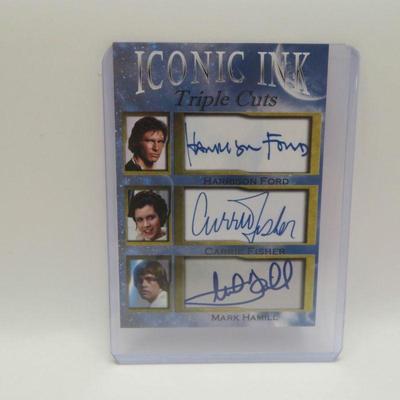 ICONIC INK
Triple Cuts
Harrison Ford
HARRISON FORD
Carrie Fisher
CARRIE FISHER
MARK HAMILL